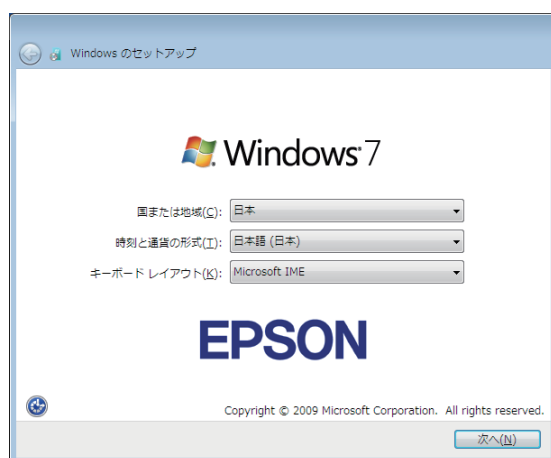 Windows のセットアップ
Windows 7
国または地域(C): 日本
時刻と通貨の形式(T): 日本語 (日本)
キーボード レイアウト(K): Microsoft IME
EPSON
Copyright © 2009 Microsoft Corporation. All rights reserved.
次へ(N)